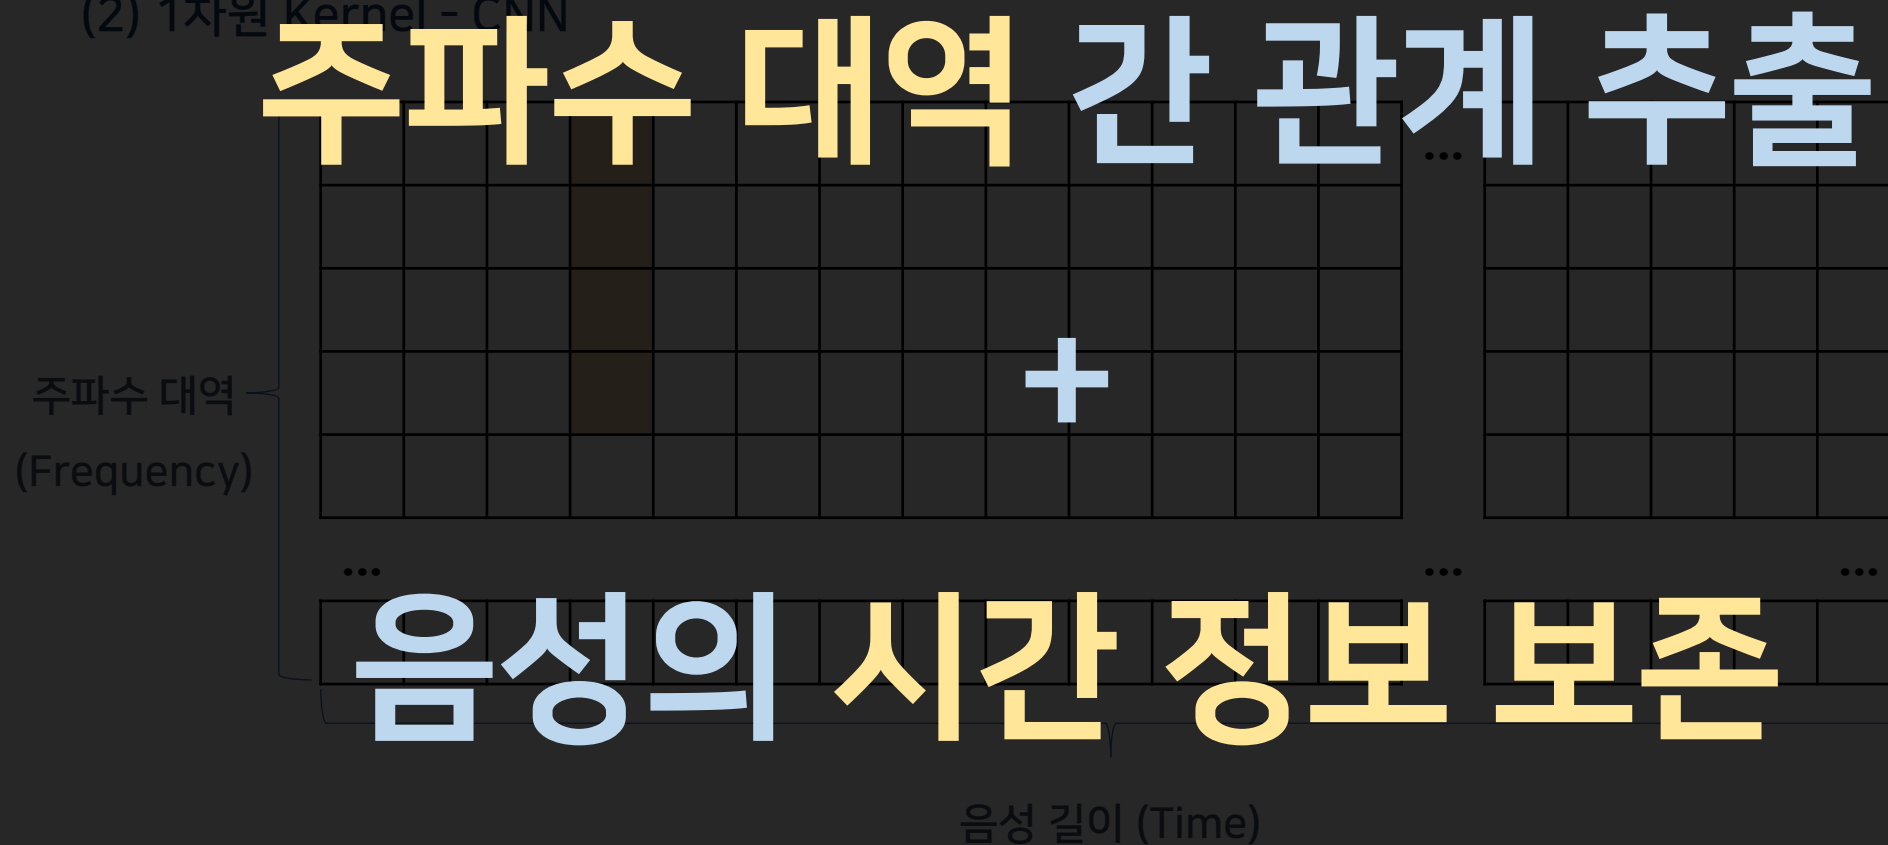 (2) 1차원 Kernel - CNN
주파수 대역 간 관계 추출
...
주파수 대역
+
(Frequency)
... ... ...
음성의 시간 정보 보존
음성 길이 (Time)